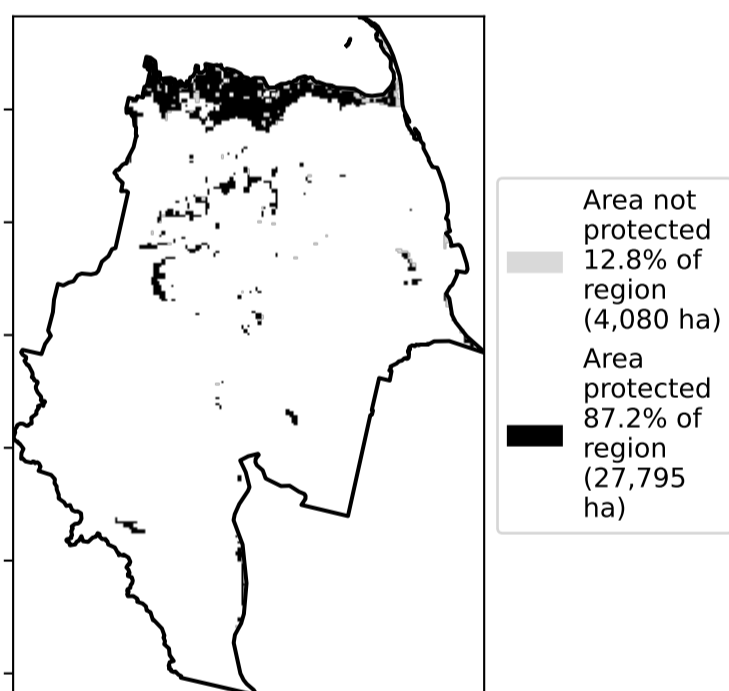 Area not
protected
12.8% of
region
(4,080 ha)
Area
protected
87.2% of
region
(27,795
ha)